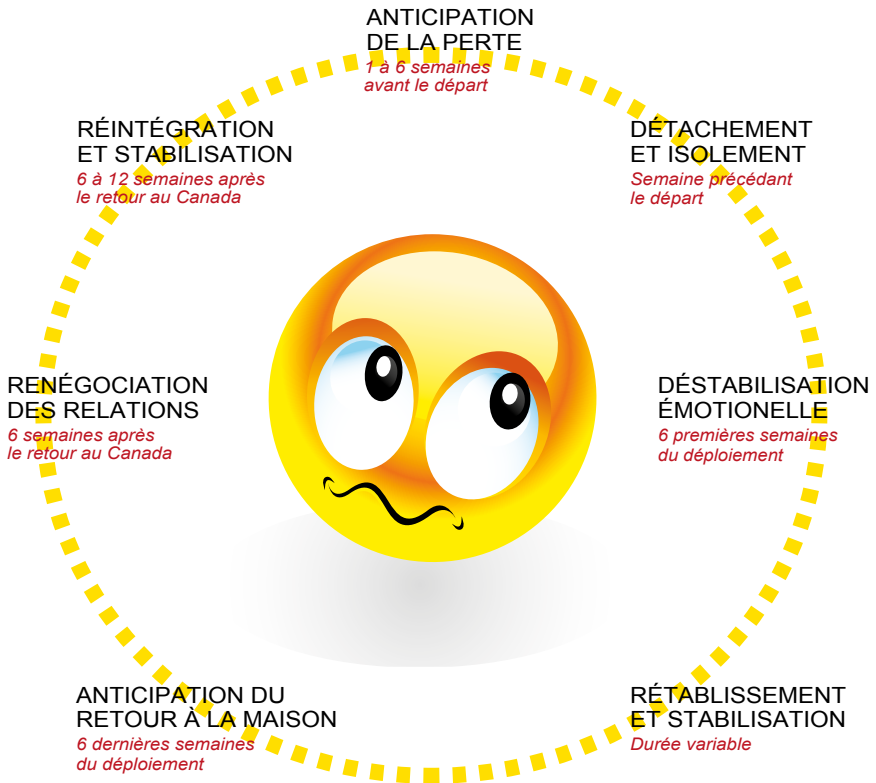 ANTICIPATION
DE LA PERTE
1 à 6 semaines
avant le départ
DÉTACHEMENT
ET ISOLEMENT
Semaine précédant
le départ
DÉSTABILISATION
ÉMOTIONELLE
6 premières semaines
du déploiement
RÉTABLISSEMENT
ET STABILISATION
Durée variable
ANTICIPATION DU
RETOUR À LA MAISON
6 dernières semaines
du déploiement
RENÉGOCIATION
DES RELATIONS
6 semaines après
le retour au Canada
RÉINTÉGRATION
ET STABILISATION
6 à 12 semaines après
le retour au Canada